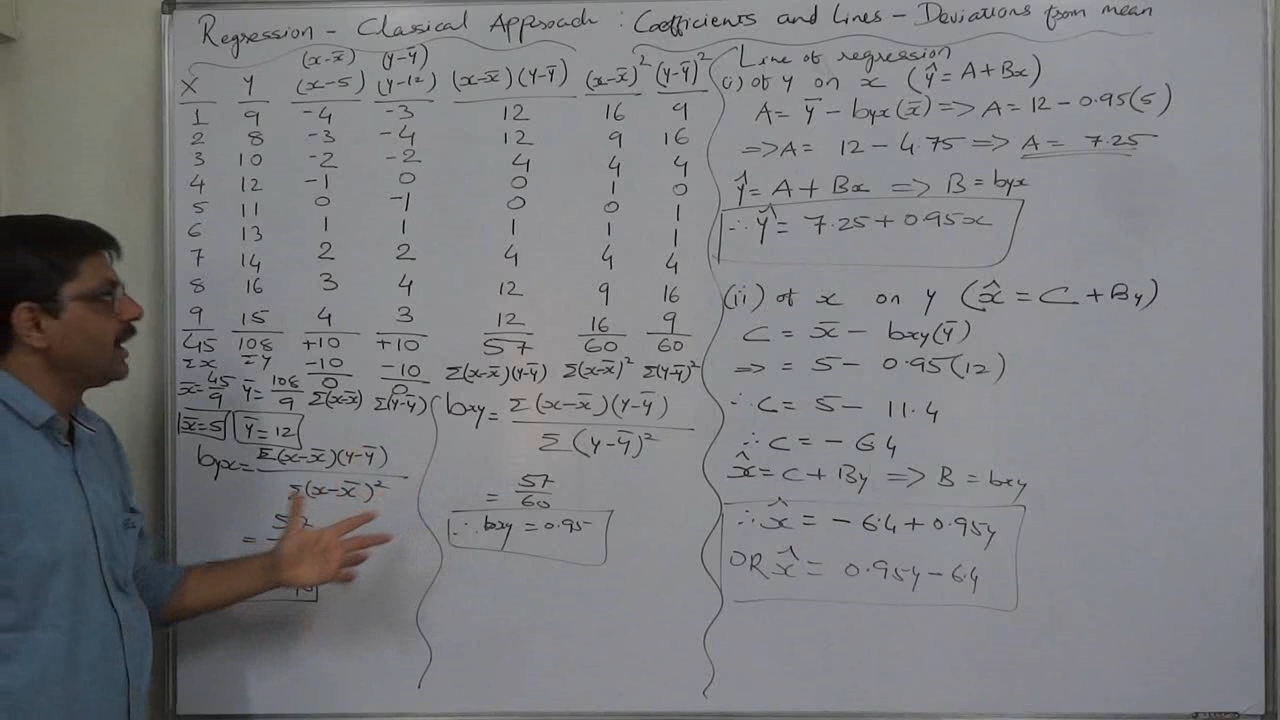 Regression - Classical Approach : Coefficients and Lines - Deviations from mean
(x-x̄) (y-ȳ)
X Y (x-5) (y-12) (x-x̄)(y-ȳ) (x-x̄)² (y-ȳ)²
1 9 -4 -3 12 16 9
2 8 -3 -4 12 9 16
3 10 -2 -2 4 4 4
4 12 -1 0 0 1 0
5 11 0 -1 0 0 1
6 13 1 1 1 1 1
7 14 2 2 4 4 4
8 16 3 4 12 9 16
9 15 4 3 12 16 9
45 108 +10 +10 57 60 60
Σx Σy -10 -10 Σ(x-x̄)(y-ȳ) Σ(x-x̄)² Σ(y-ȳ)²
0 0
x̄=45/9 ȳ=108/9 Σ(x-x̄) Σ(y-ȳ)
x̄=5 ȳ=12
byx= Σ(x-x̄)(y-ȳ)
Σ(x-x̄)²
=
bxy= Σ(x-x̄)(y-ȳ)
Σ(y-ȳ)²
= 57
60
∴ bxy = 0.95
Line of regression
(i) of y on x (Ŷ = A + Bx)
A = ȳ - byx(x̄) => A = 12 - 0.95(5)
=> A = 12 - 4.75 => A = 7.25
Ŷ = A + Bx => B = byx
∴ Ŷ = 7.25 + 0.95x
(ii) of x on y (x̂ = C + By)
C = x̄ - bxy(ȳ)
=> = 5 - 0.95(12)
∴ C = 5 - 11.4
∴ C = - 6.4
x̂ = C + By => B = bxy
∴ x̂ = - 6.4 + 0.95y
OR x̂ = 0.95y - 6.4